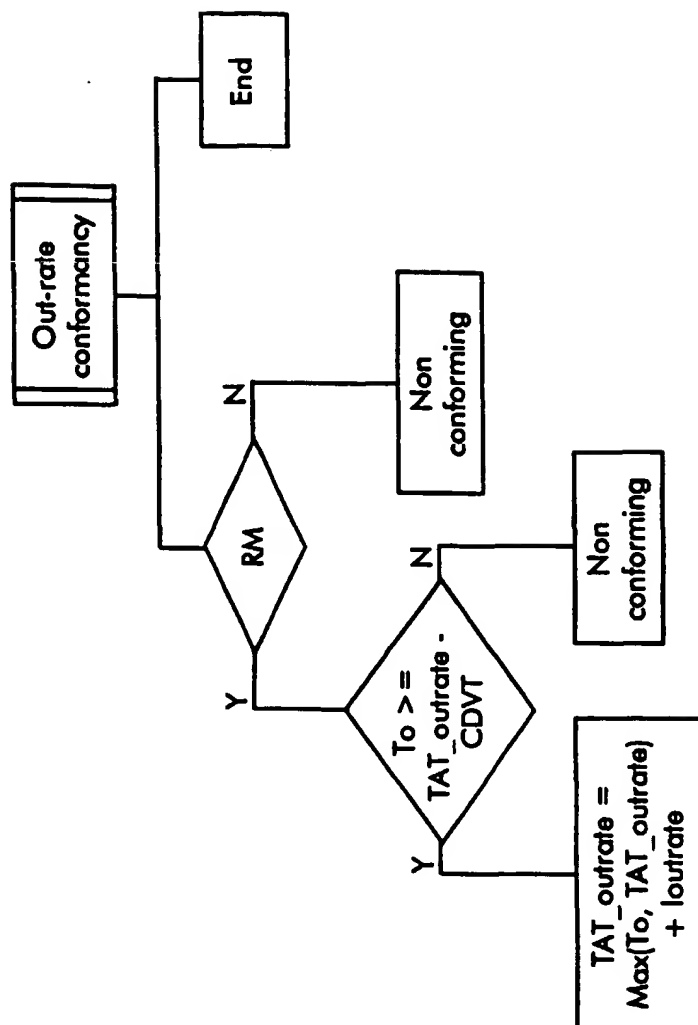 Out-rate
conformancy
End
RM
Y
N
Non
conforming
To >=
TAT_outrate -
CDVT
Y
N
Non
conforming
TAT_outrate =
Max(To, TAT_outrate)
+ Ioutrate